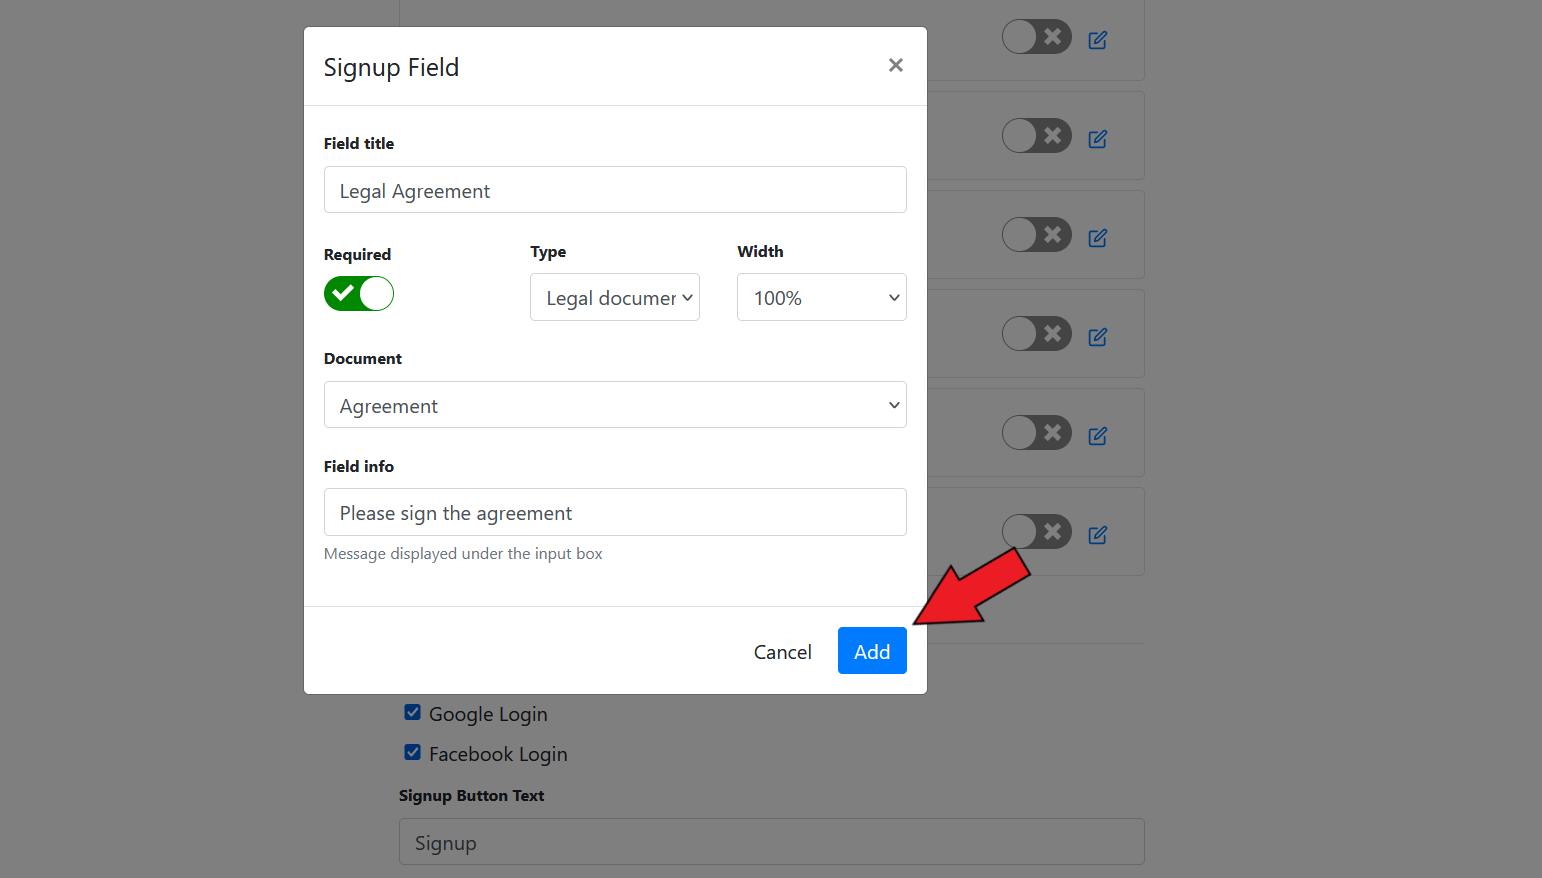 Signup Field
×
Field title
Legal Agreement
Required
Type
Width
Legal documer
100%
Document
Agreement
Field info
Please sign the agreement
Message displayed under the input box
Cancel
Add
Google Login
Facebook Login
Signup Button Text
Signup